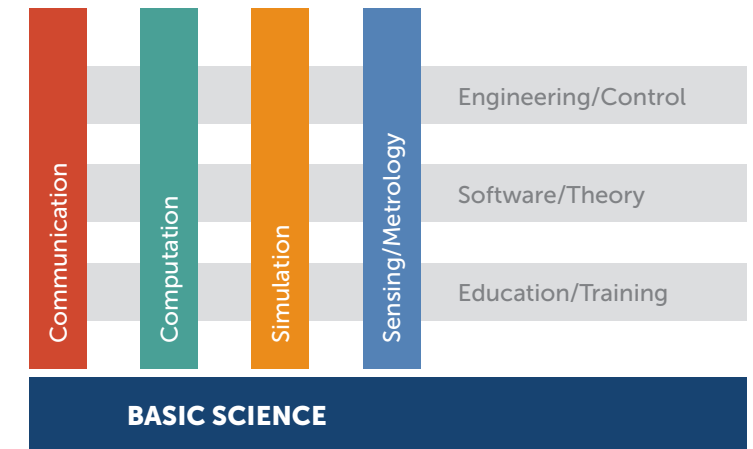 Communication
Computation
Simulation
Sensing/Metrology
Engineering/Control
Software/Theory
Education/Training
BASIC SCIENCE